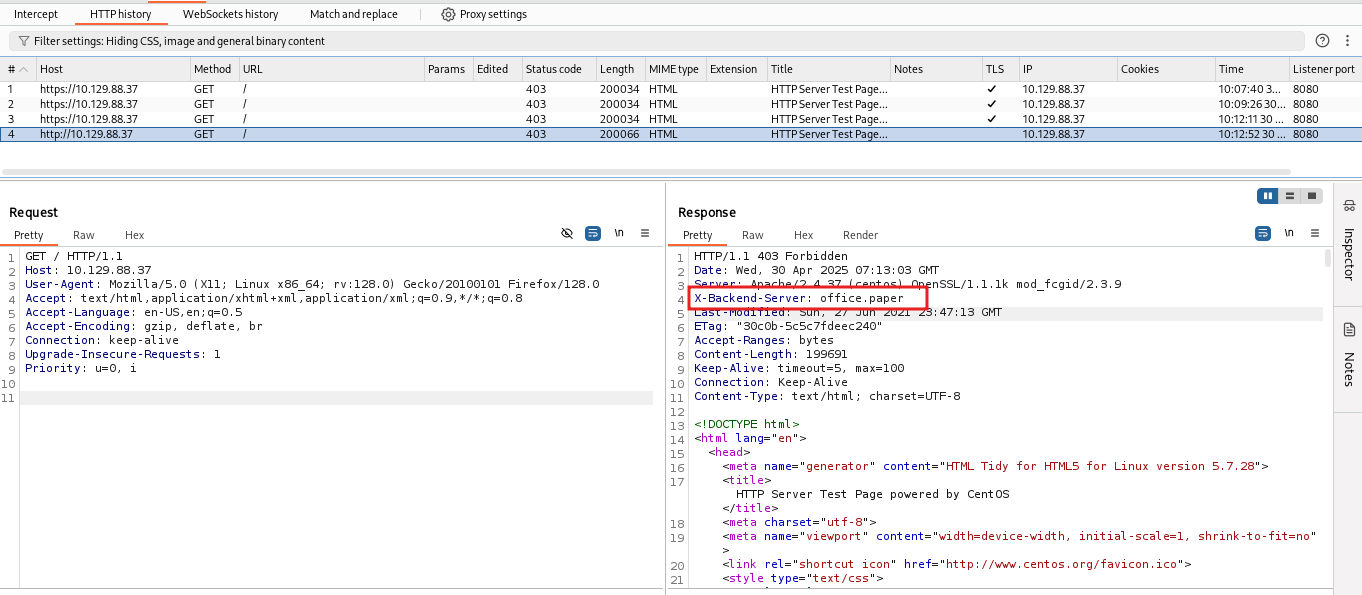 Intercept HTTP history WebSockets history Match and replace Proxy settings
Filter settings: Hiding CSS, image and general binary content
# Host Method URL Params Edited Status code Length MIME type Extension Title Notes TLS IP Cookies Time Listener port
1 https://10.129.88.37 GET / 403 200034 HTML HTTP Server Test Page... ✓ 10.129.88.37 10:07:40 3... 8080
2 https://10.129.88.37 GET / 403 200034 HTML HTTP Server Test Page... ✓ 10.129.88.37 10:09:26 30... 8080
3 https://10.129.88.37 GET / 403 200034 HTML HTTP Server Test Page... ✓ 10.129.88.37 10:12:11 30 ... 8080
4 http://10.129.88.37 GET / 403 200066 HTML HTTP Server Test Page... 10.129.88.37 10:12:52 30 ... 8080
Request
Pretty Raw Hex \n
1 GET / HTTP/1.1
2 Host: 10.129.88.37
3 User-Agent: Mozilla/5.0 (X11; Linux x86_64; rv:128.0) Gecko/20100101 Firefox/128.0
4 Accept: text/html,application/xhtml+xml,application/xml;q=0.9,*/*;q=0.8
5 Accept-Language: en-US,en;q=0.5
6 Accept-Encoding: gzip, deflate, br
7 Connection: keep-alive
8 Upgrade-Insecure-Requests: 1
9 Priority: u=0, i
10
11
Response
Pretty Raw Hex Render \n
1 HTTP/1.1 403 Forbidden
2 Date: Wed, 30 Apr 2025 07:13:03 GMT
3 Server: Apache/2.4.37 (centos) OpenSSL/1.1.1k mod_fcgid/2.3.9
4 X-Backend-Server: office.paper
5 Last-Modified: Sun, 27 Jun 2021 23:47:13 GMT
6 ETag: "30c0b-5c5c7fdeec240"
7 Accept-Ranges: bytes
8 Content-Length: 199691
9 Keep-Alive: timeout=5, max=100
10 Connection: Keep-Alive
11 Content-Type: text/html; charset=UTF-8
12
13 <!DOCTYPE html>
14 <html lang="en">
15 <head>
16 <meta name="generator" content="HTML Tidy for HTML5 for Linux version 5.7.28">
17 <title>
HTTP Server Test Page powered by CentOS
</title>
18 <meta charset="utf-8">
19 <meta name="viewport" content="width=device-width, initial-scale=1, shrink-to-fit=no"
>
20 <link rel="shortcut icon" href="http://www.centos.org/favicon.ico">
21 <style type="text/css">
Inspector
Notes